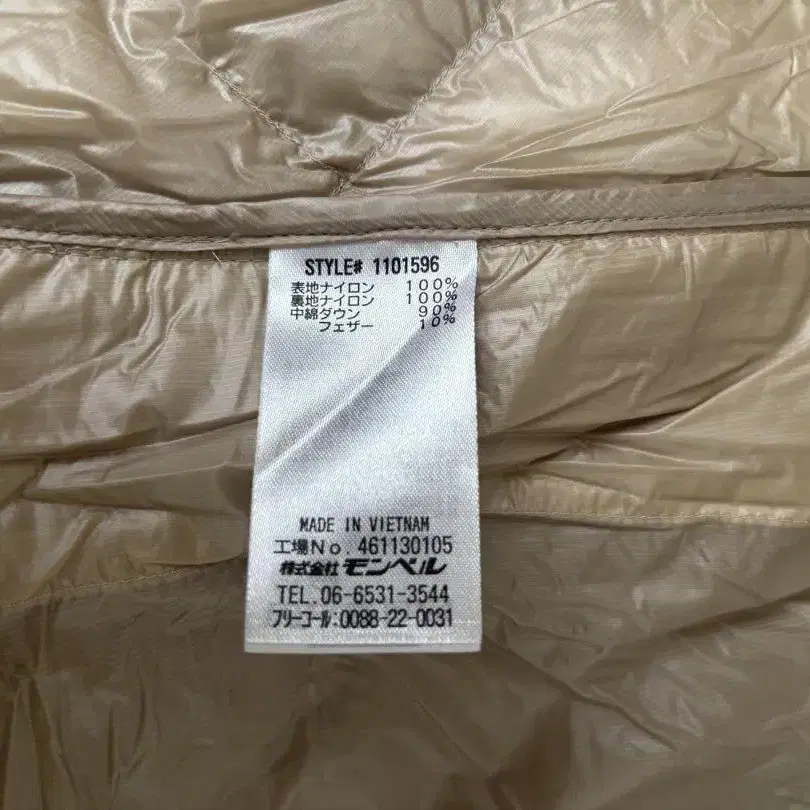 STYLE# 1101596
表地ナイロン 100%
裏地ナイロン 100%
中綿ダウン 90%
フェザー 10%
MADE IN VIETNAM
工場No. 461130105
株式会社 モンベル
TEL.06-6531-3544
フリーコール:0088-22-0031